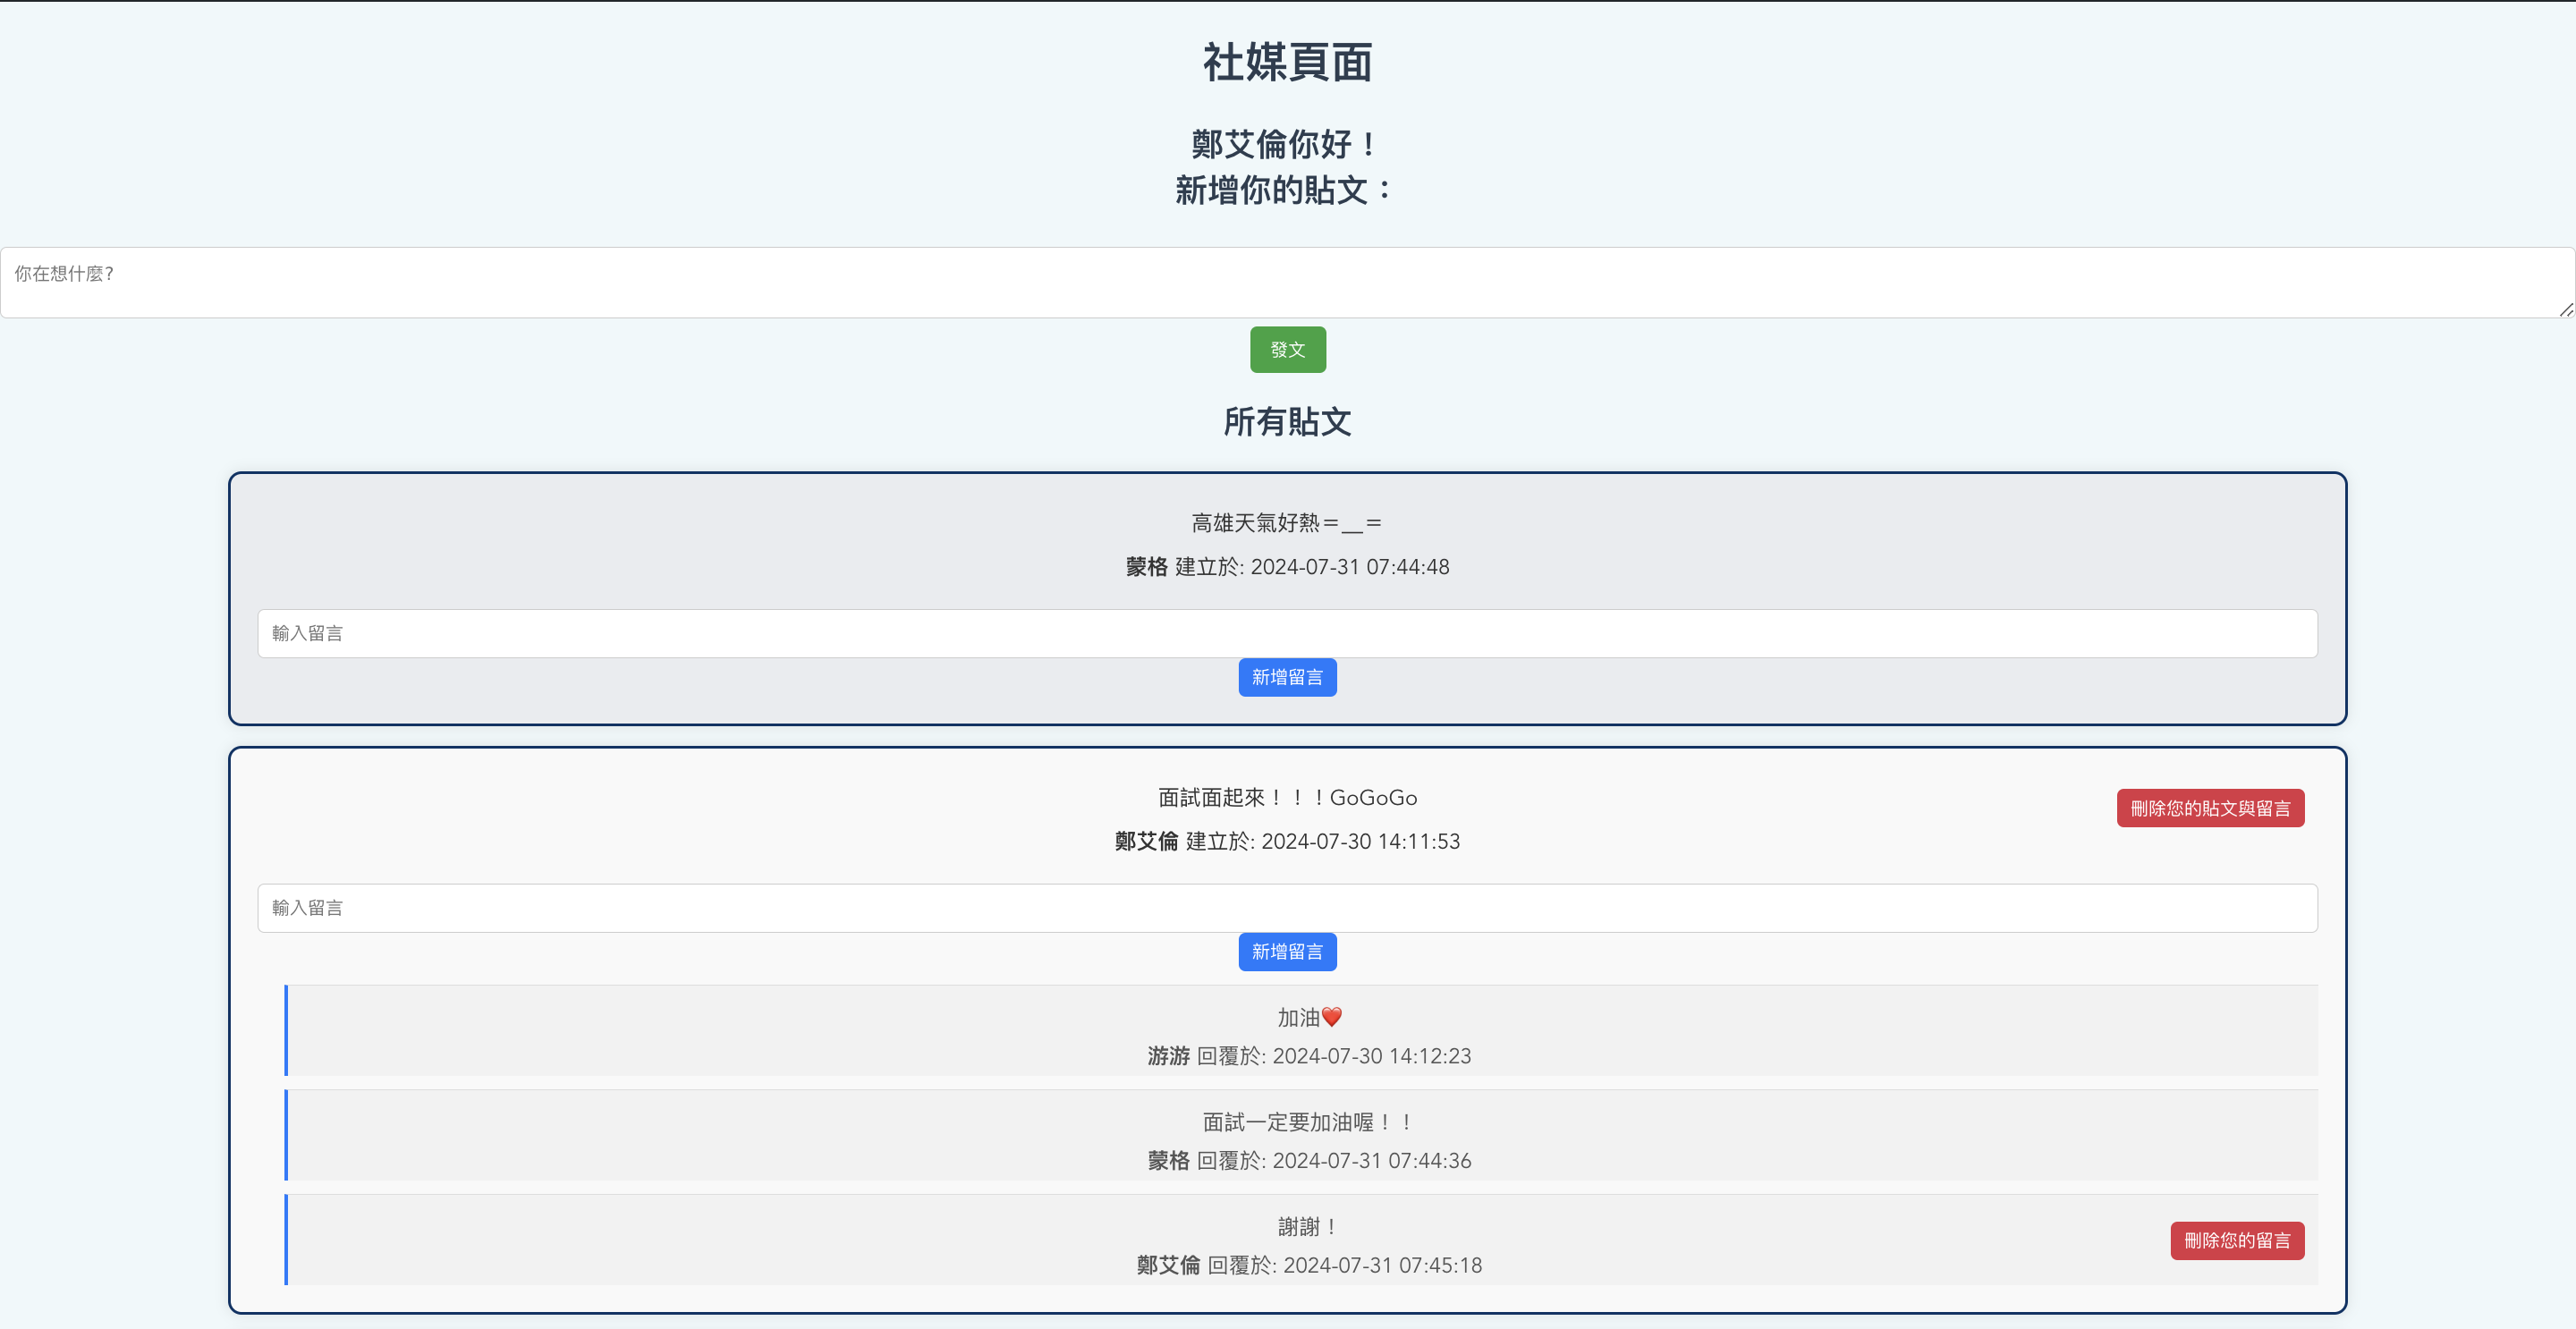 社媒頁面
鄭艾倫你好！
新增你的貼文：
你在想什麼?
發文
所有貼文
高雄天氣好熱＝__＝
蒙格 建立於: 2024-07-31 07:44:48
輸入留言
新增留言
面試面起來！！！GoGoGo
刪除您的貼文與留言
鄭艾倫 建立於: 2024-07-30 14:11:53
輸入留言
新增留言
加油❤️
游游 回覆於: 2024-07-30 14:12:23
面試一定要加油喔！！
蒙格 回覆於: 2024-07-31 07:44:36
謝謝！
刪除您的留言
鄭艾倫 回覆於: 2024-07-31 07:45:18